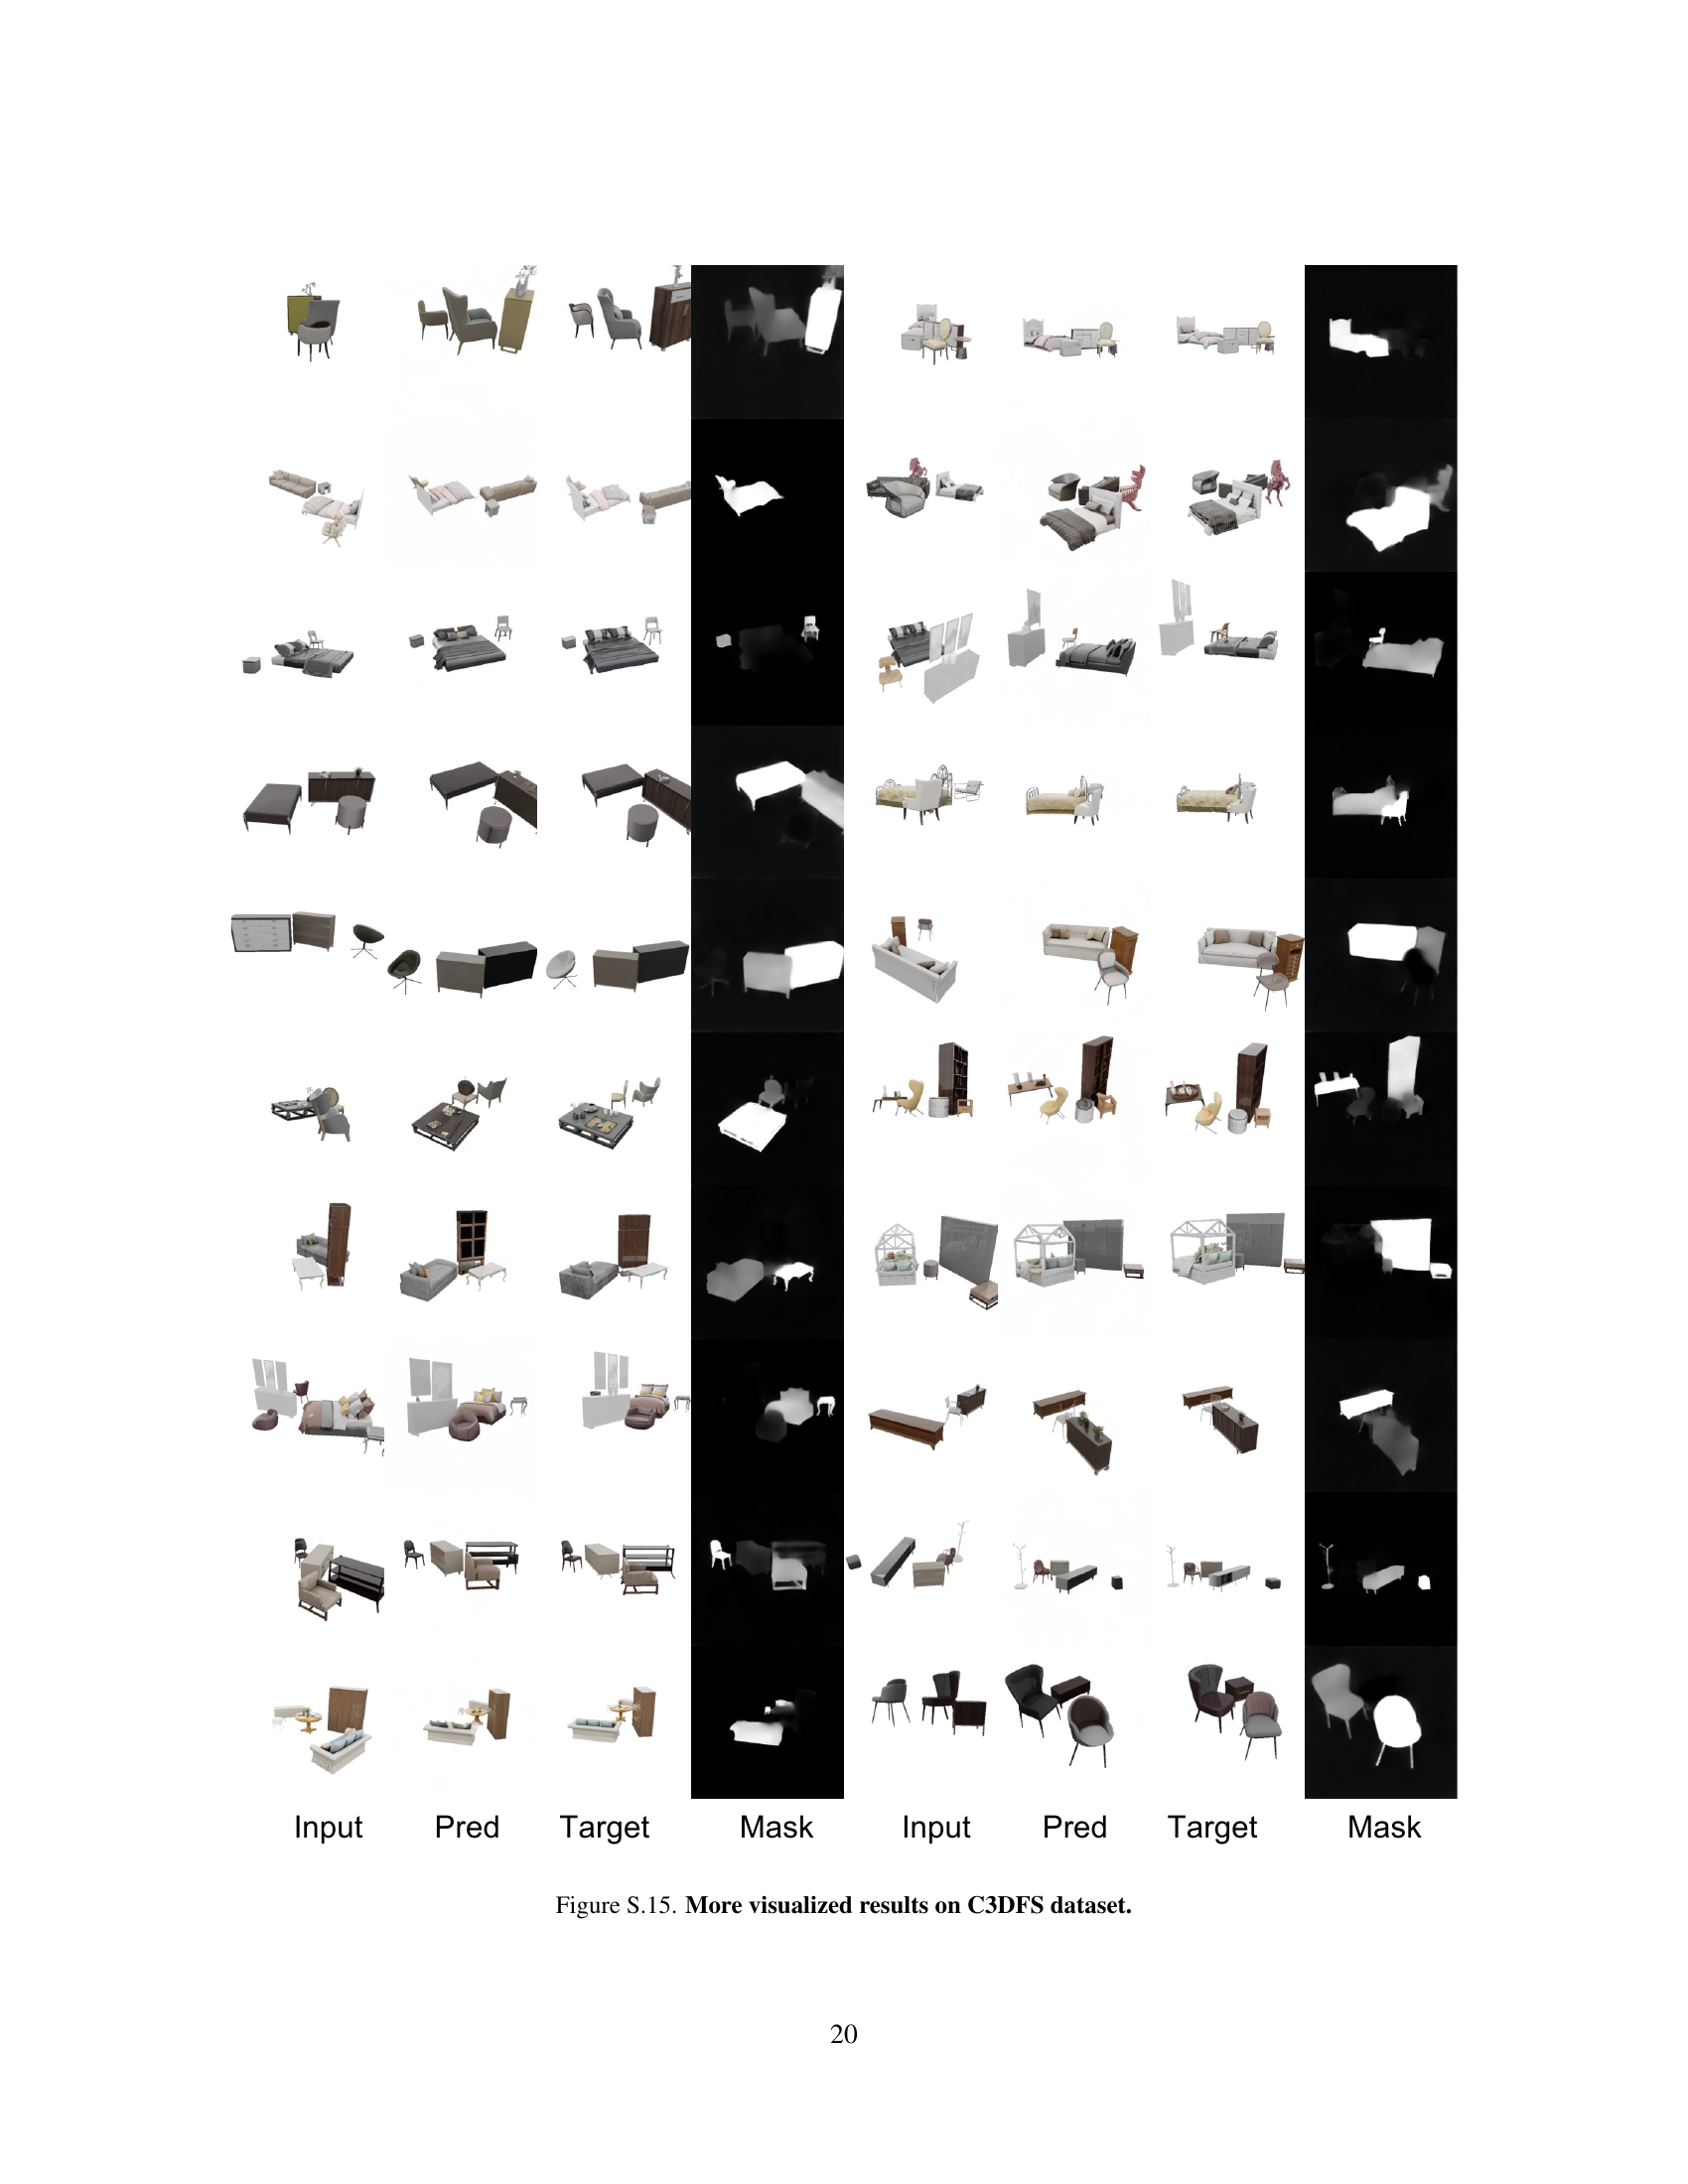 Input Pred Target Mask Input Pred Target Mask
Figure S.15. More visualized results on C3DFS dataset.
20